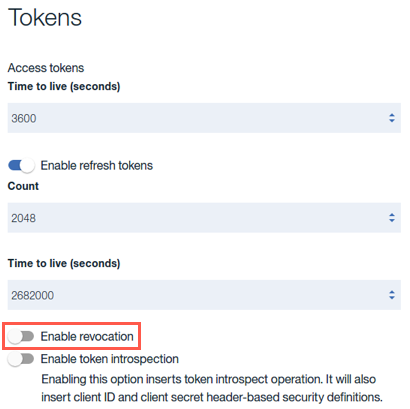 Tokens
Access tokens
Time to live (seconds)
3600
Enable refresh tokens
Count
2048
Time to live (seconds)
2682000
Enable revocation
Enable token introspection
Enabling this option inserts token introspect operation. It will also
insert client ID and client secret header-based security definitions.